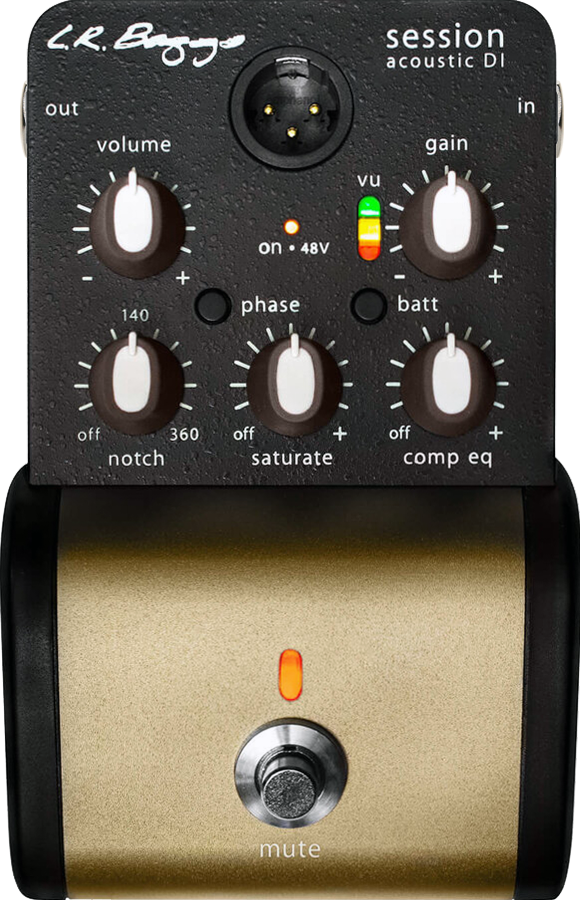 L.R. Baggs
session
acoustic DI
out
in
volume
gain
vu
on • 48V
- +
- +
phase
batt
140
off 360
off +
off +
notch
saturate
comp eq
mute